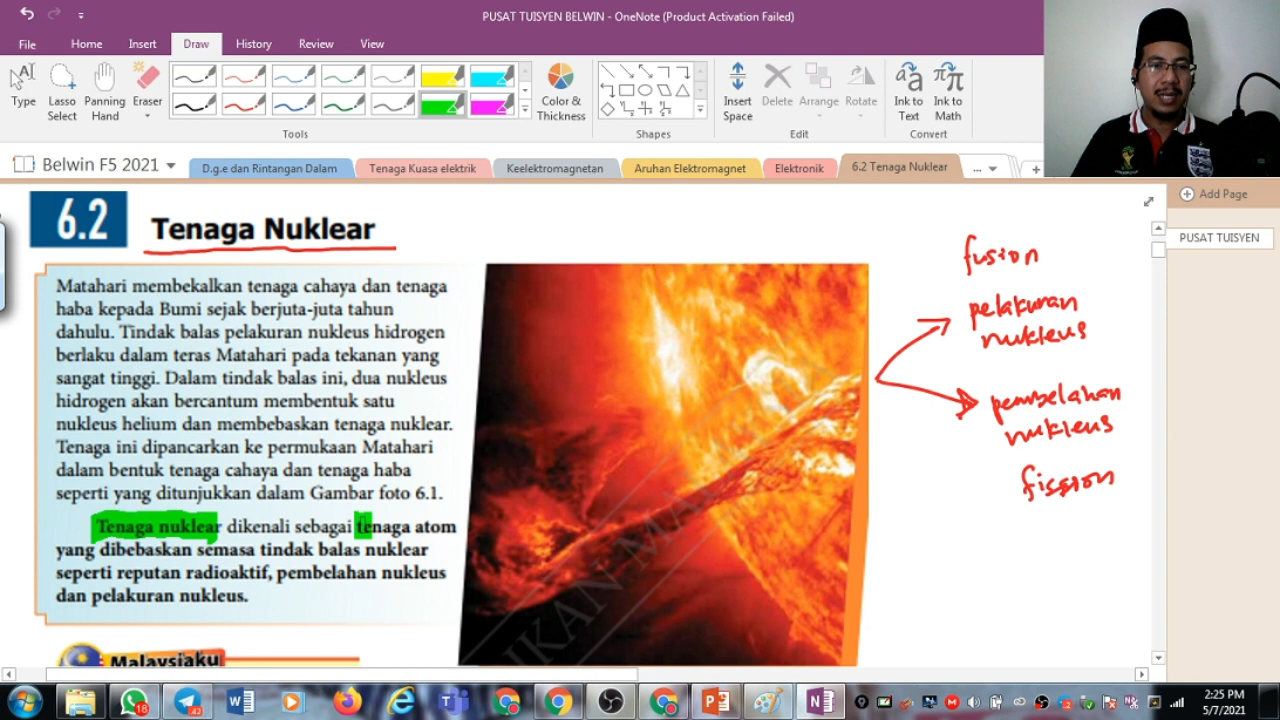 PUSAT TUISYEN BELWIN - OneNote (Product Activation Failed)
File Home Insert Draw History Review View
Type
Lasso Select
Panning Hand
Eraser
Color & Thickness
Insert Space
Delete
Arrange
Rotate
Ink to Text
Ink to Math
Tools
Shapes
Edit
Convert
Belwin F5 2021
D.g.e dan Rintangan Dalam
Tenaga Kuasa elektrik
Keelektromagnetan
Aruhan Elektromagnet
Elektronik
6.2 Tenaga Nuklear
...
Add Page
PUSAT TUISYEN
6.2 Tenaga Nuklear
Matahari membekalkan tenaga cahaya dan tenaga
haba kepada Bumi sejak berjuta-juta tahun
dahulu. Tindak balas pelakuran nukleus hidrogen
berlaku dalam teras Matahari pada tekanan yang
sangat tinggi. Dalam tindak balas ini, dua nukleus
hidrogen akan bercantum membentuk satu
nukleus helium dan membebaskan tenaga nuklear.
Tenaga ini dipancarkan ke permukaan Matahari
dalam bentuk tenaga cahaya dan tenaga haba
seperti yang ditunjukkan dalam Gambar foto 6.1.
Tenaga nuklear dikenali sebagai tenaga atom
yang dibebaskan semasa tindak balas nuklear
seperti reputan radioaktif, pembelahan nukleus
dan pelakuran nukleus.
fusion
pelakuran
nukleus
pembelahan
nukleus
fission
Malaysiaku
18
42
2:25 PM
5/7/2021